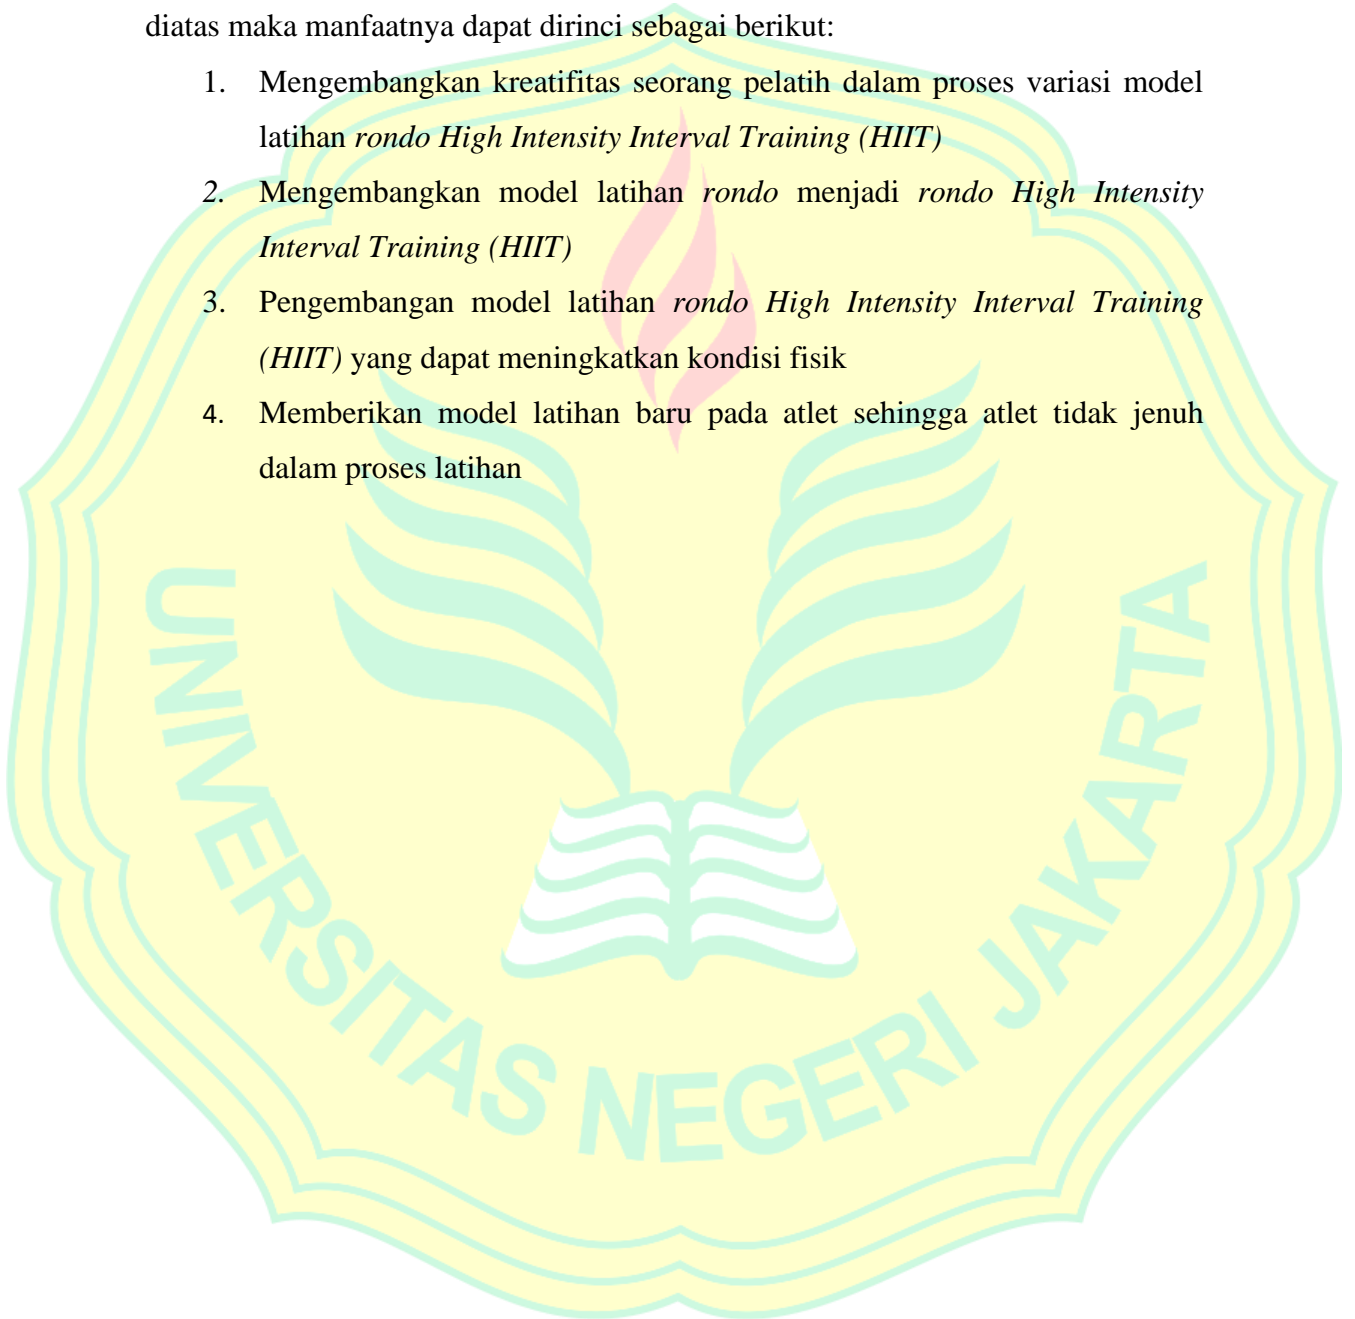 diatas maka manfaatnya dapat dirinci sebagai berikut:
1. Mengembangkan kreatifitas seorang pelatih dalam proses variasi model
latihan rondo High Intensity Interval Training (HIIT)
2. Mengembangkan model latihan rondo menjadi rondo High Intensity
Interval Training (HIIT)
3. Pengembangan model latihan rondo High Intensity Interval Training
(HIIT) yang dapat meningkatkan kondisi fisik
4. Memberikan model latihan baru pada atlet sehingga atlet tidak jenuh
dalam proses latihan
UNIVERSITAS NEGERI JAKARTA